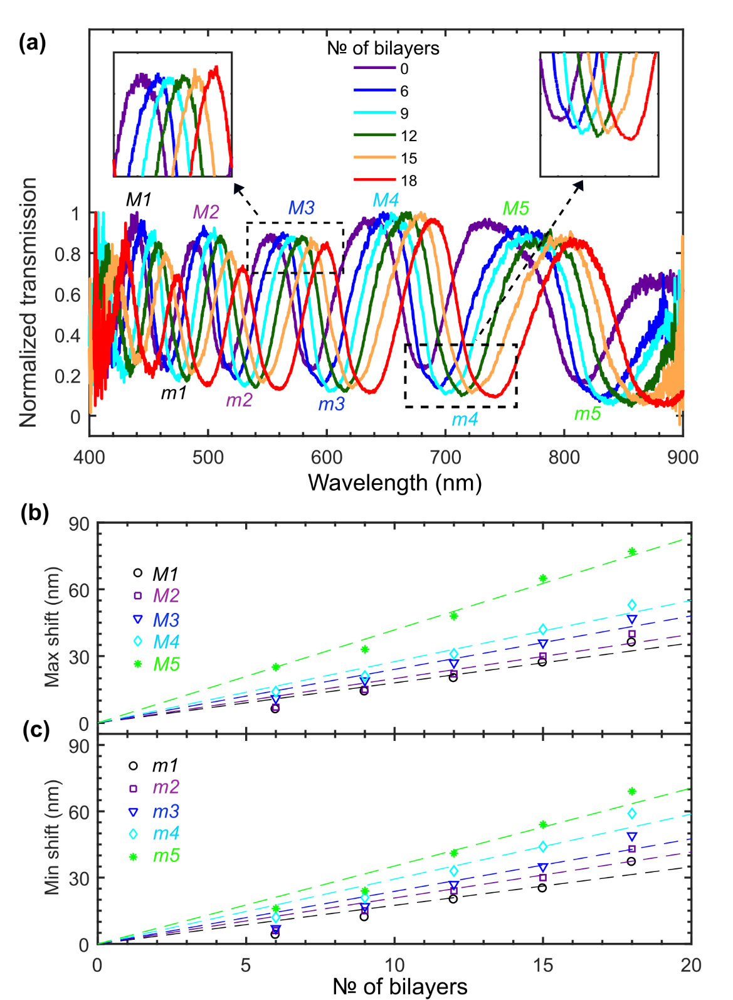 (a)
№ of bilayers
0
6
9
12
15
18
M1
M2
M3
M4
M5
1
0.8
0.6
0.4
0.2
0
Normalized transmission
m1
m2
m3
m4
m5
400
500
600
700
800
900
Wavelength (nm)
(b)
90
60
30
0
Max shift (nm)
M1
M2
M3
M4
M5
(c)
90
60
30
0
Min shift (nm)
m1
m2
m3
m4
m5
0
5
10
15
20
№ of bilayers